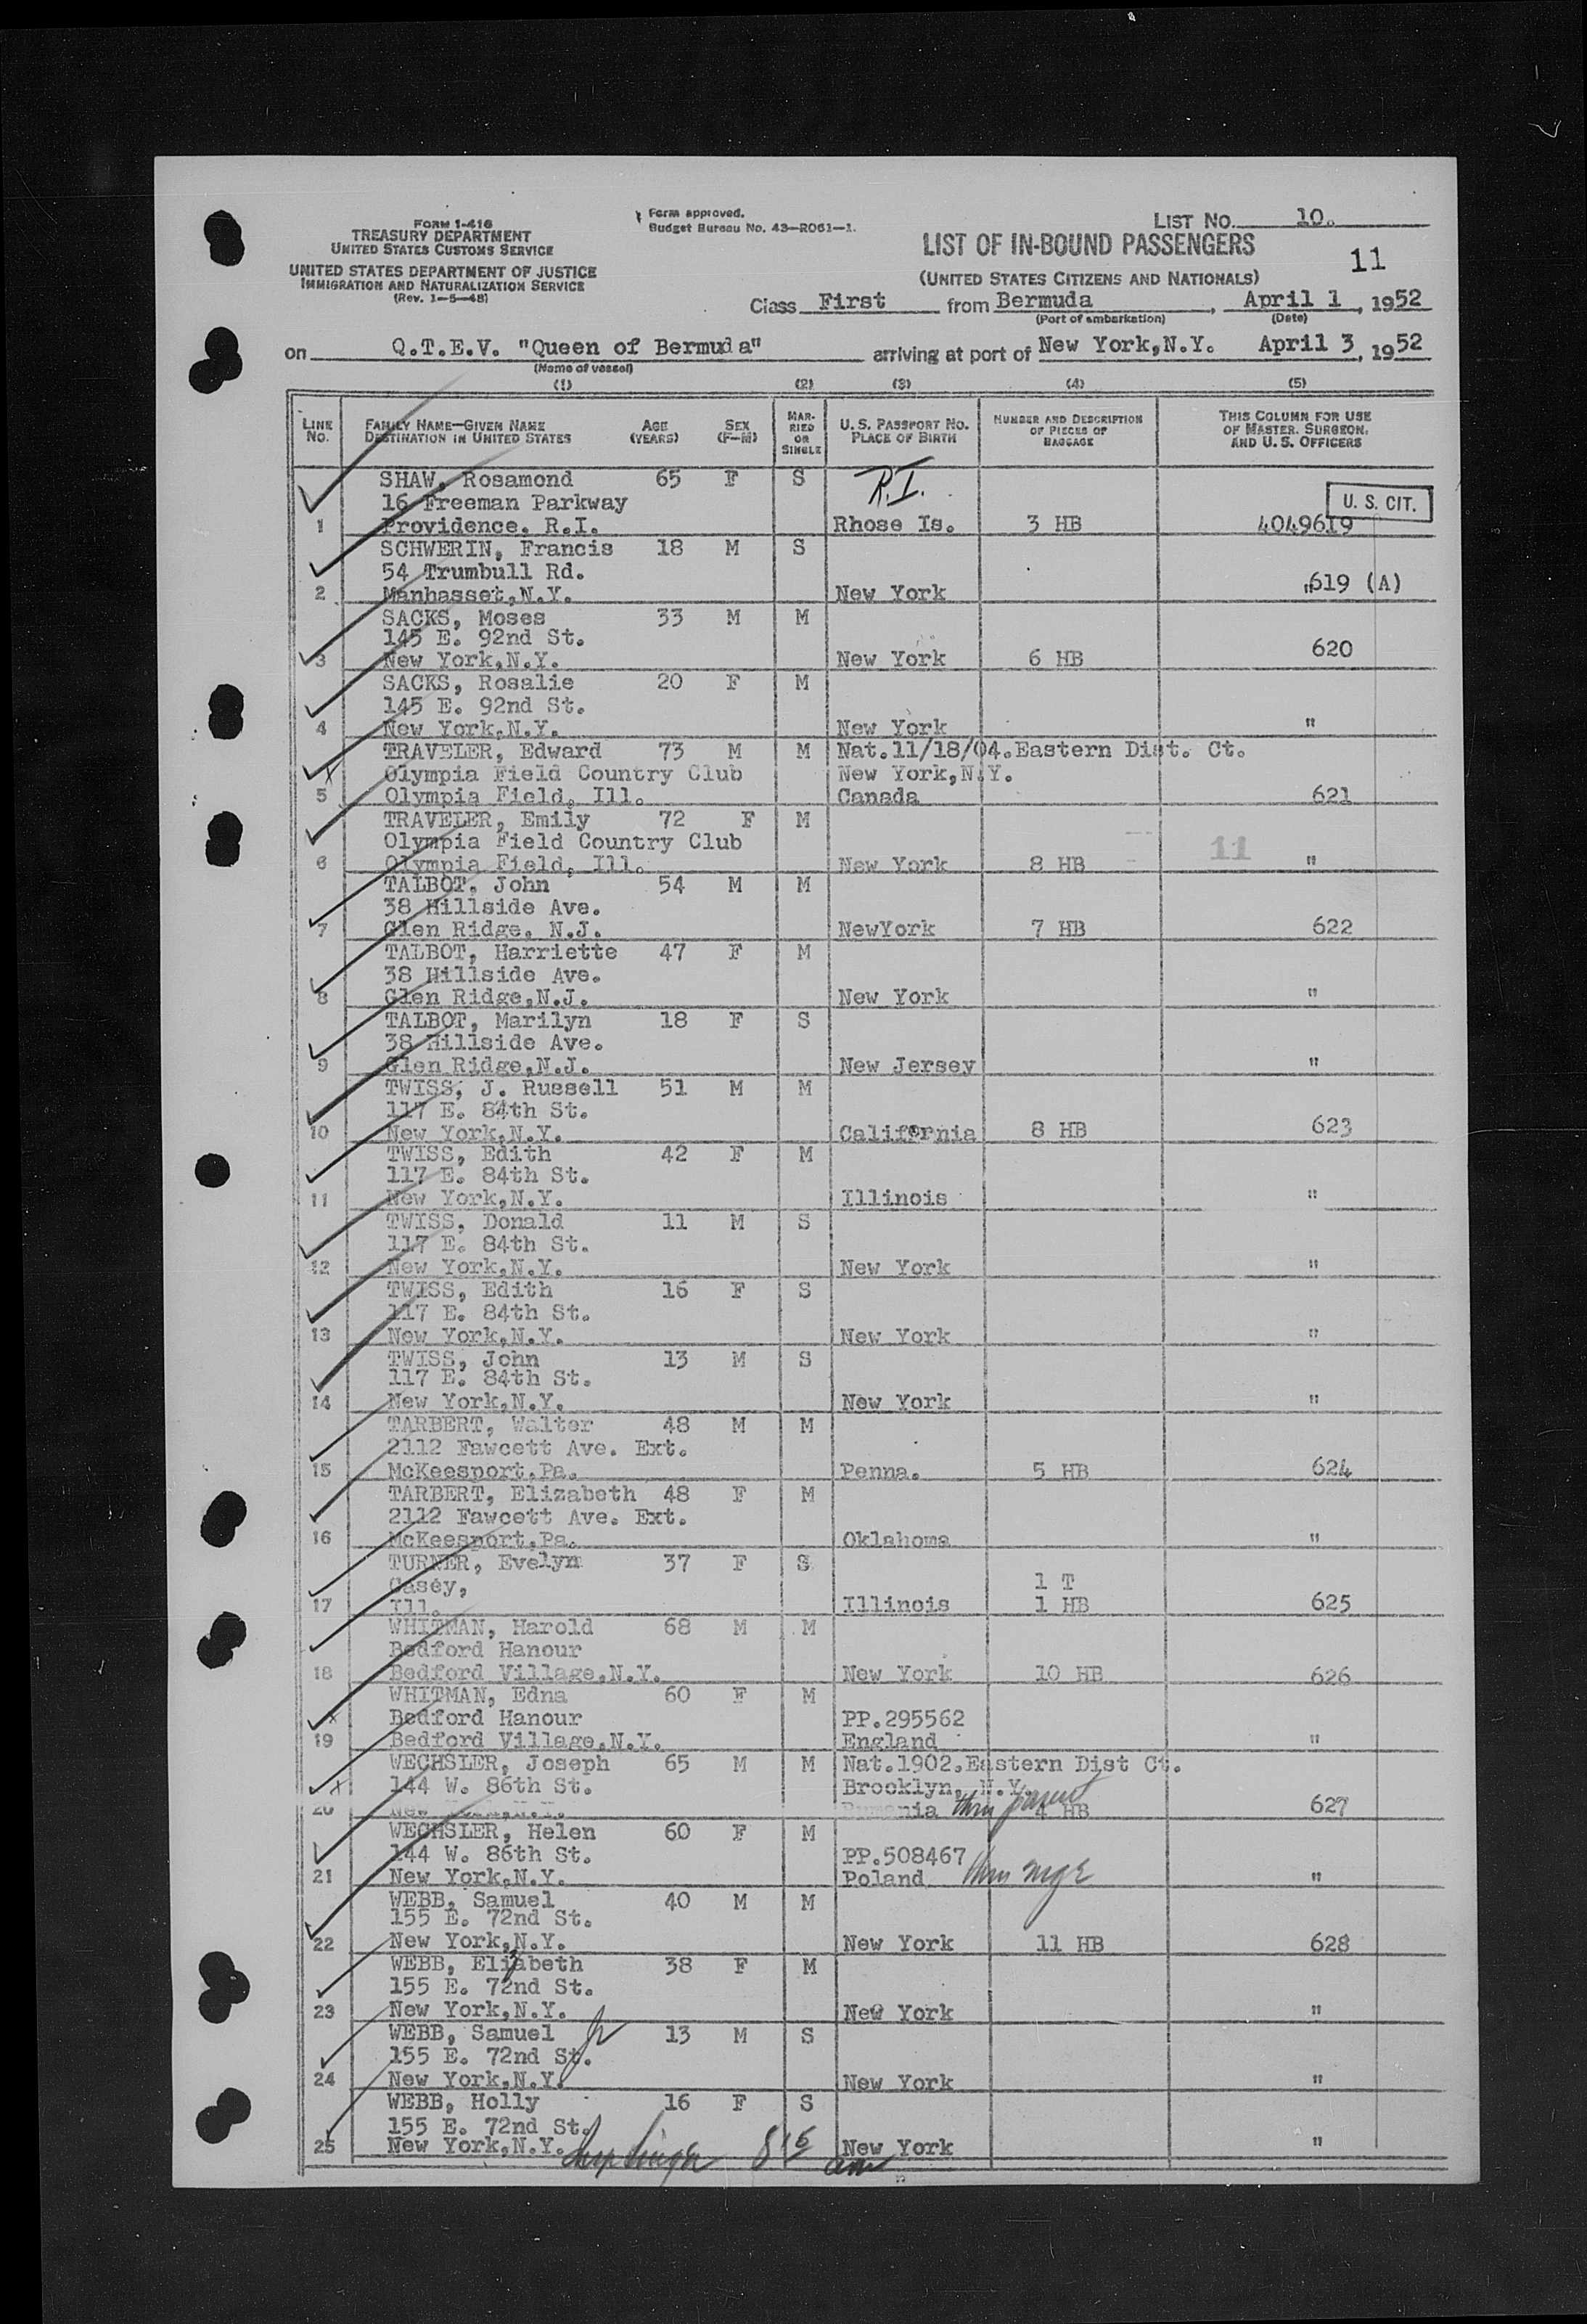 FORM I-416
TREASURY DEPARTMENT
UNITED STATES CUSTOMS SERVICE
UNITED STATES DEPARTMENT OF JUSTICE
IMMIGRATION AND NATURALIZATION SERVICE
(Rev. 1-5-48)
Form approved.
Budget Bureau No. 43-R061-1.
LIST NO. 10.
LIST OF IN-BOUND PASSENGERS
11
(UNITED STATES CITIZENS AND NATIONALS)
Class First from Bermuda, April 1, 1952
(Port of embarkation) (Date)
on Q.T.E.V. "Queen of Bermuda" arriving at port of New York,N.Y. April 3, 1952
(Name of vessel)
(1) (2) (3) (4) (5)
LINE No. FAMILY NAME—GIVEN NAME DESTINATION IN UNITED STATES AGE (YEARS) SEX (F—M) MARRIED OR SINGLE U. S. PASSPORT NO. PLACE OF BIRTH NUMBER AND DESCRIPTION OF PIECES OF BAGGAGE THIS COLUMN FOR USE OF MASTER, SURGEON, AND U. S. OFFICERS
SHAW, Rosamond 65 F S R.I.
16 Freeman Parkway U. S. CIT.
1 Providence. R.I. Rhose Is. 3 HB 4049619
SCHWERIN, Francis 18 M S
54 Trumbull Rd.
2 Manhasset,N.Y. New York "619 (A)
SACKS, Moses 33 M M
145 E. 92nd St.
3 New York,N.Y. New York 6 HB 620
SACKS, Rosalie 20 F M
145 E. 92nd St.
4 New York,N.Y. New York "
TRAVELER, Edward 73 M M Nat.11/18/04.Eastern Dist. Ct.
Olympia Field Country Club New York,N.Y.
5 Olympia Field, Ill. Canada 621
TRAVELER, Emily 72 F M
Olympia Field Country Club 11
6 Olympia Field, Ill. New York 8 HB "
TALBOT, John 54 M M
38 Hillside Ave.
7 Glen Ridge, N.J. NewYork 7 HB 622
TALBOT, Harriette 47 F M
38 Hillside Ave.
8 Glen Ridge,N.J. New York "
TALBOT, Marilyn 18 F S
38 Hillside Ave.
9 Glen Ridge,N.J. New Jersey "
TWISS, J. Russell 51 M M
117 E. 84th St.
10 New York,N.Y. California 8 HB 623
TWISS, Edith 42 F M
117 E. 84th St.
11 New York,N.Y. Illinois "
TWISS, Donald 11 M S
117 E. 84th St.
12 New York,N.Y. New York "
TWISS, Edith 16 F S
117 E. 84th St.
13 New York,N.Y. New York "
TWISS, John 13 M S
117 E. 84th St.
14 New York,N.Y. New York "
TARBERT, Walter 48 M M
2112 Fawcett Ave. Ext.
15 McKeesport,Pa. Penna. 5 HB 624
TARBERT, Elizabeth 48 F M
2112 Fawcett Ave. Ext.
16 McKeesport,Pa. Oklahoma "
TURNER, Evelyn 37 F S
Casey, 1 T
17 Ill. Illinois 1 HB 625
WHITMAN, Harold 68 M M
Bedford Hanour
18 Bedford Village,N.Y. New York 10 HB 626
WHITMAN, Edna 60 F M
Bedford Hanour PP.295562
19 Bedford Village,N.Y. England "
WECHSLER, Joseph 65 M M Nat.1902.Eastern Dist Ct.
144 W. 86th St. Brooklyn, N.Y.
20 New York,N.Y. Rumania thru parent 4 HB 627
WECHSLER, Helen 60 F M
144 W. 86th St. PP.508467
21 New York,N.Y. Poland thru mge "
WEBB, Samuel 40 M M
155 E. 72nd St.
22 New York,N.Y. New York 11 HB 628
WEBB, Elizabeth 38 F M
155 E. 72nd St.
23 New York,N.Y. New York "
WEBB, Samuel Jr 13 M S
155 E. 72nd St.
24 New York,N.Y. New York "
WEBB, Holly 16 F S
155 E. 72nd St.
25 New York,N.Y. 815 New York "
am